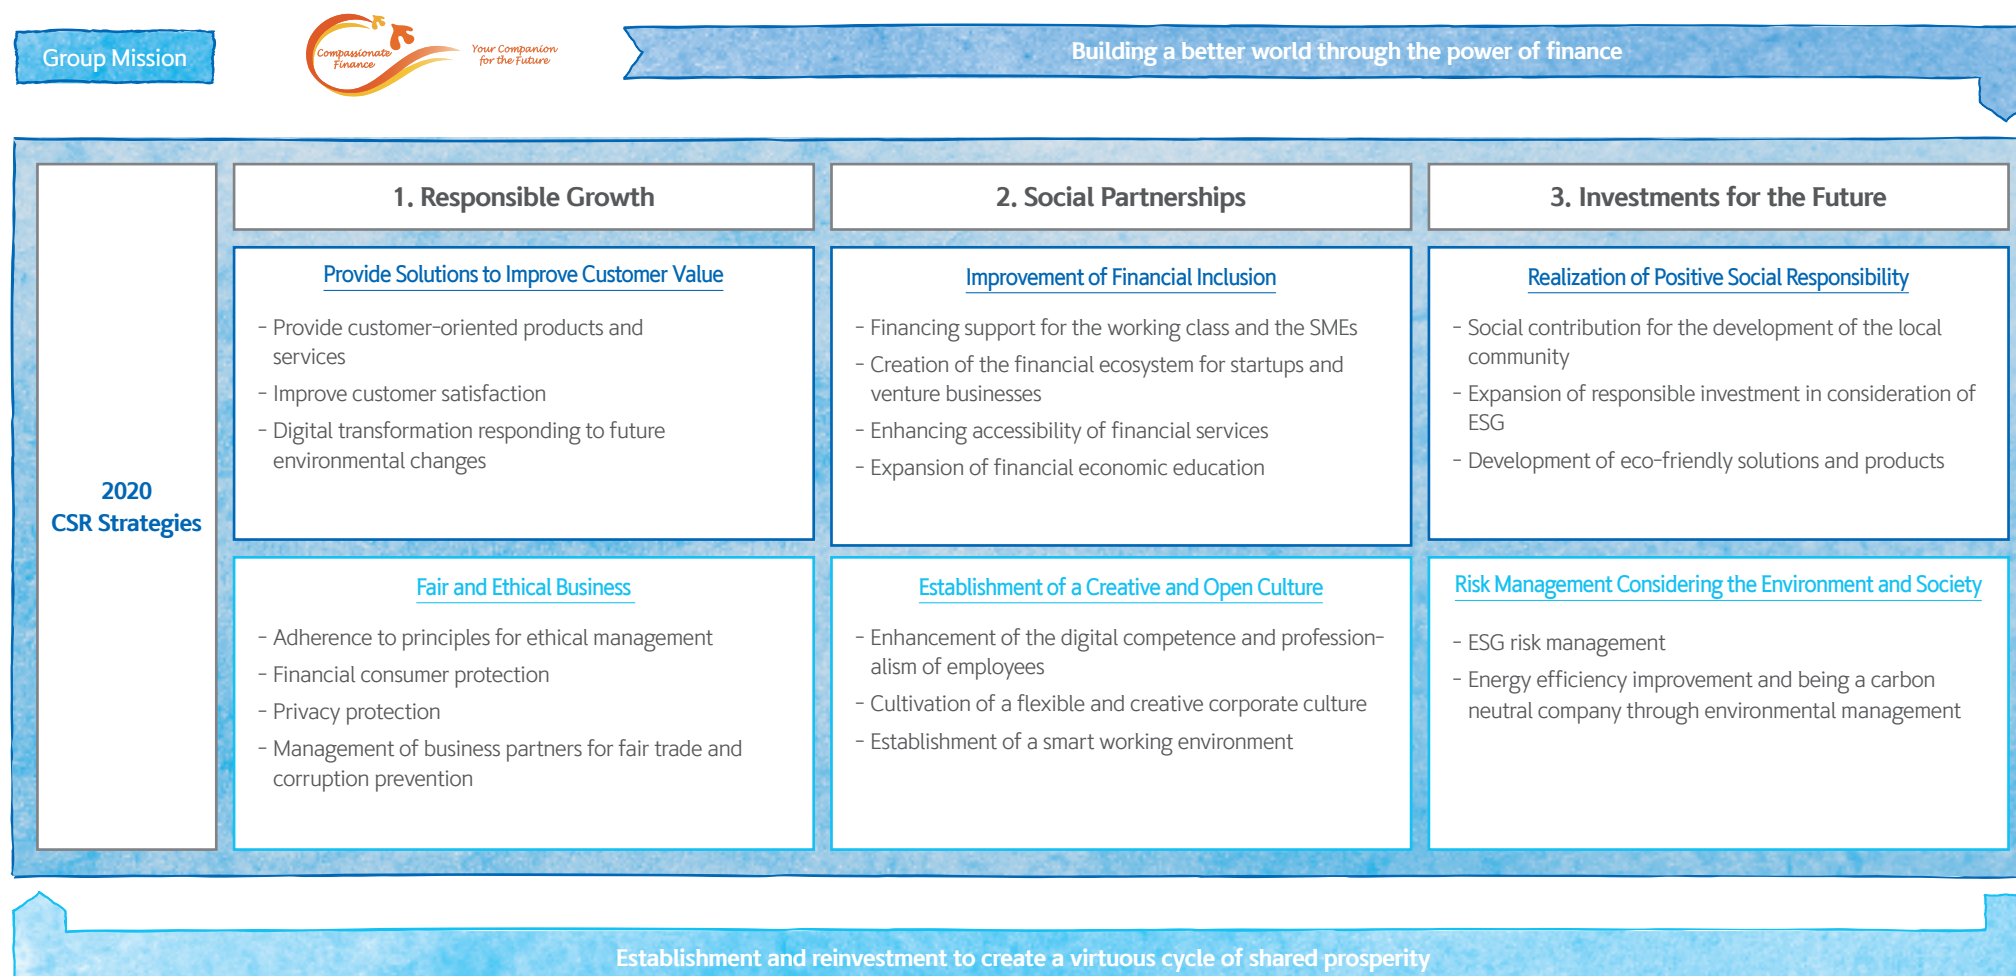 Group Mission
Compassionate
Finance
Your Companion
for the Future
Building a better world through the power of finance
2020
CSR Strategies
1. Responsible Growth
Provide Solutions to Improve Customer Value
- Provide customer-oriented products and
services
- Improve customer satisfaction
- Digital transformation responding to future
environmental changes
Fair and Ethical Business
- Adherence to principles for ethical management
- Financial consumer protection
- Privacy protection
- Management of business partners for fair trade and
corruption prevention
2. Social Partnerships
Improvement of Financial Inclusion
- Financing support for the working class and the SMEs
- Creation of the financial ecosystem for startups and
venture businesses
- Enhancing accessibility of financial services
- Expansion of financial economic education
Establishment of a Creative and Open Culture
- Enhancement of the digital competence and profession-
alism of employees
- Cultivation of a flexible and creative corporate culture
- Establishment of a smart working environment
3. Investments for the Future
Realization of Positive Social Responsibility
- Social contribution for the development of the local
community
- Expansion of responsible investment in consideration of
ESG
- Development of eco-friendly solutions and products
Risk Management Considering the Environment and Society
- ESG risk management
- Energy efficiency improvement and being a carbon
neutral company through environmental management
Establishment and reinvestment to create a virtuous cycle of shared prosperity